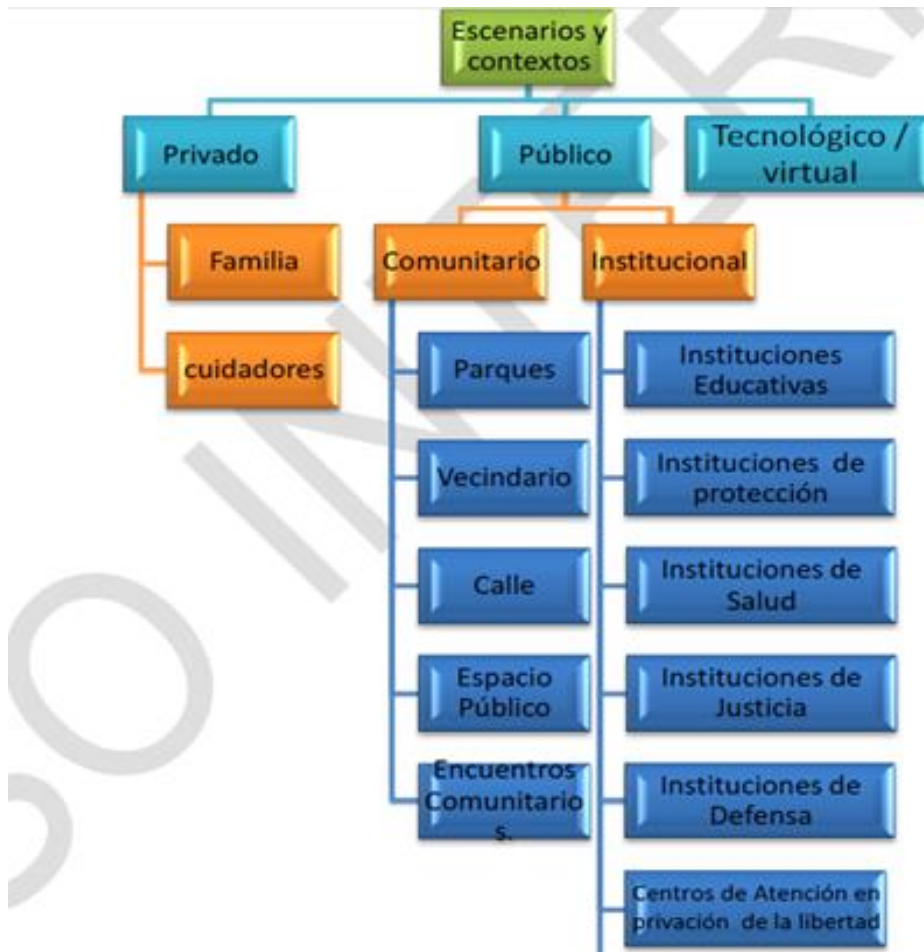 Escenarios y
contextos
Privado
Público
Tecnológico /
virtual
Familia
cuidadores
Comunitario
Institucional
Parques
Vecindario
Calle
Espacio
Público
Encuentros
Comunitario
s.
Instituciones
Educativas
Instituciones de
protección
Instituciones de
Salud
Instituciones de
Justicia
Instituciones de
Defensa
Centros de Atención en
privación de la libertad